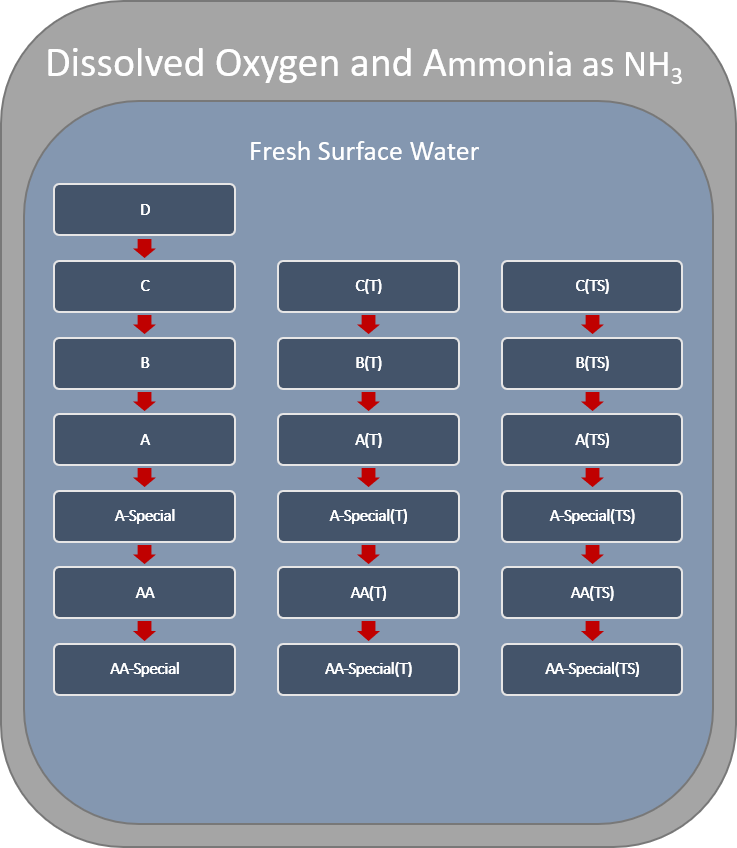 Dissolved Oxygen and Ammonia as NH₃
Fresh Surface Water
D
C
C(T)
C(TS)
B
B(T)
B(TS)
A
A(T)
A(TS)
A-Special
A-Special(T)
A-Special(TS)
AA
AA(T)
AA(TS)
AA-Special
AA-Special(T)
AA-Special(TS)